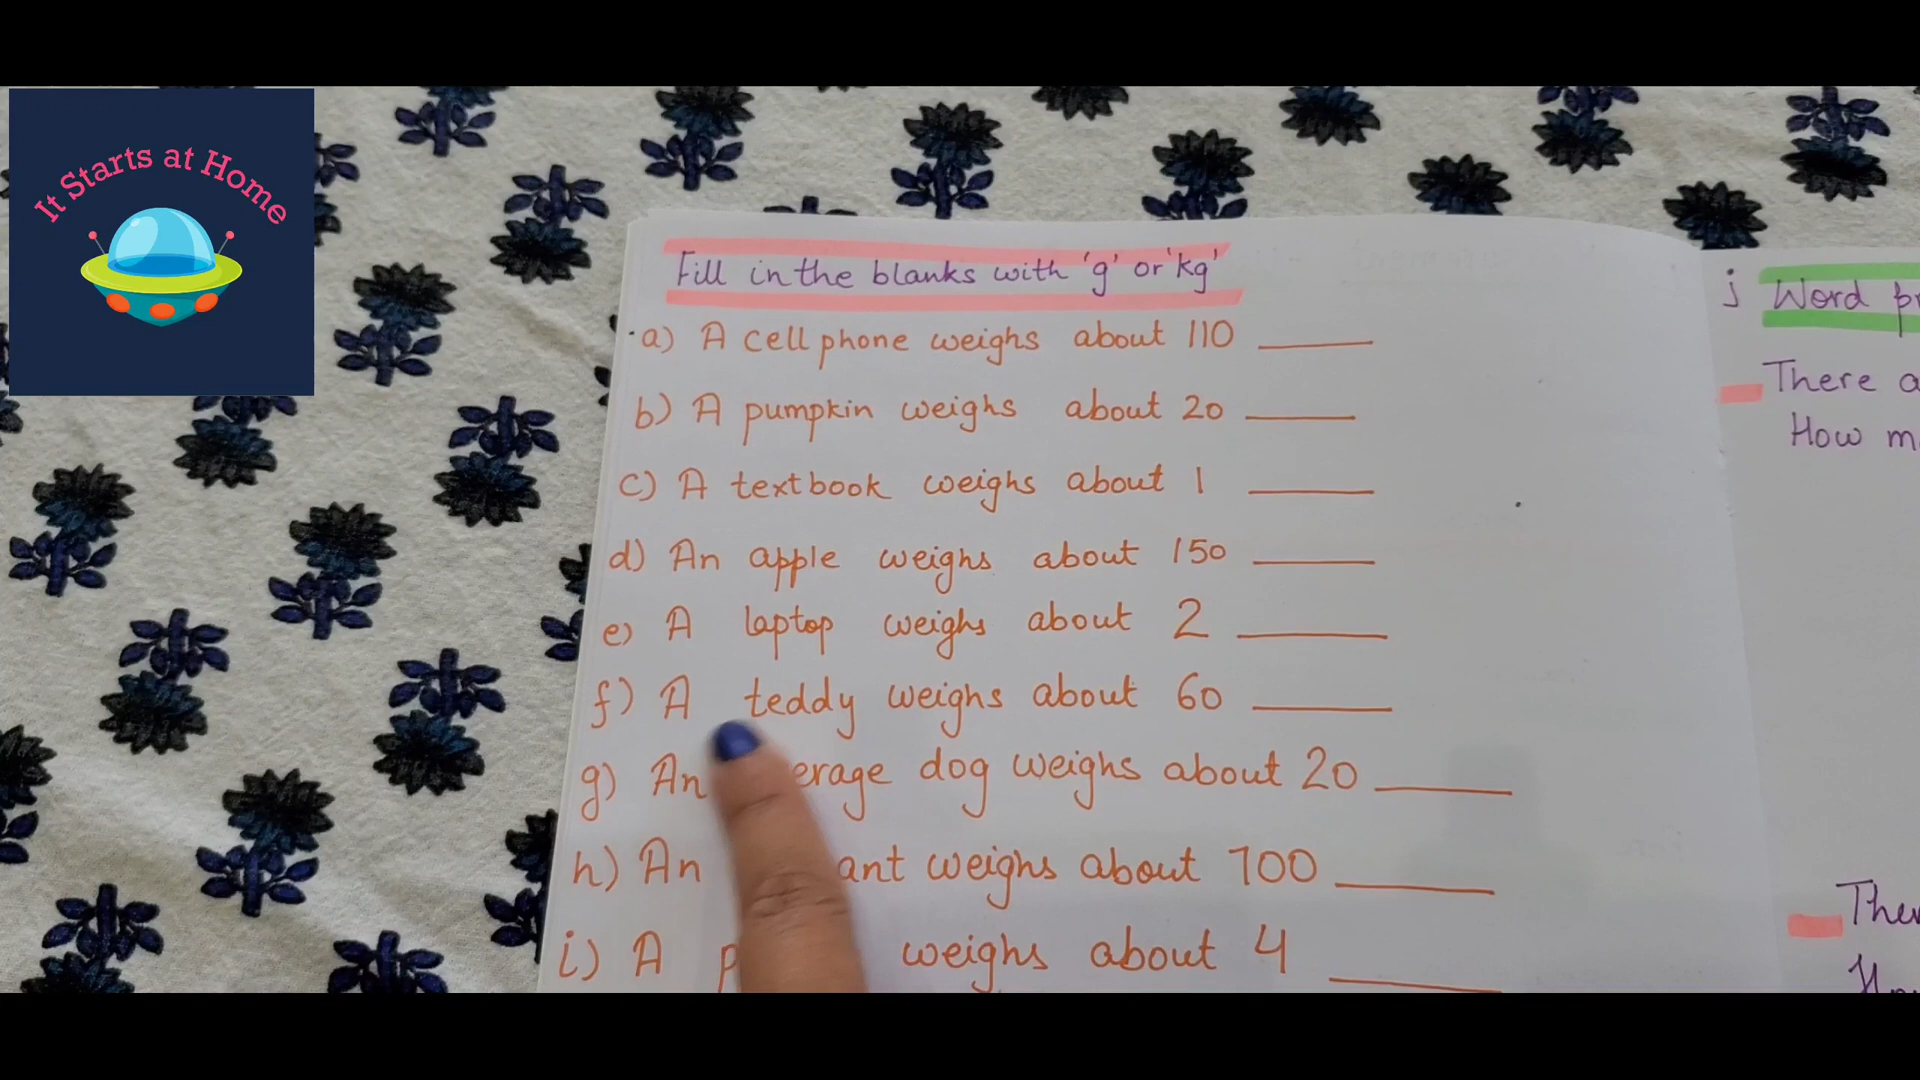 It Starts at Home
Fill in the blanks with 'g' or 'kg'
a) A cell phone weighs about 110
b) A pumpkin weighs about 20
c) A textbook weighs about 1
d) An apple weighs about 150
e) A laptop weighs about 2
f) A teddy weighs about 60
g) An erage dog weighs about 20
h) An ant weighs about 700
i) A p weighs about 4
j Word p
There a
How m